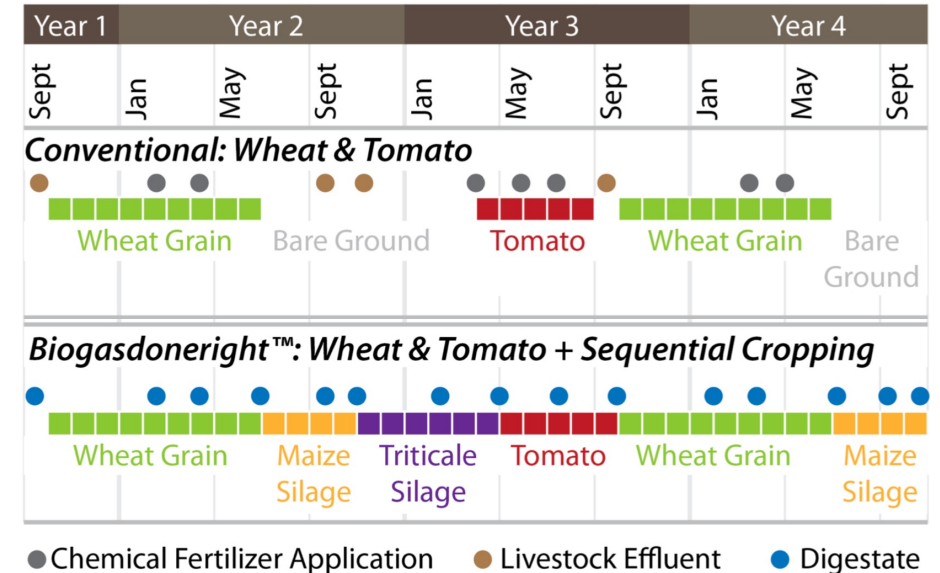 Year 1 Year 2 Year 3 Year 4
Sept Jan May Sept Jan May Sept Jan May Sept
Conventional: Wheat & Tomato
Wheat Grain Bare Ground Tomato Wheat Grain Bare
Ground
Biogasdoneright™: Wheat & Tomato + Sequential Cropping
Wheat Grain Maize Triticale Tomato Wheat Grain Maize
Silage Silage Silage
Chemical Fertilizer Application Livestock Effluent Digestate